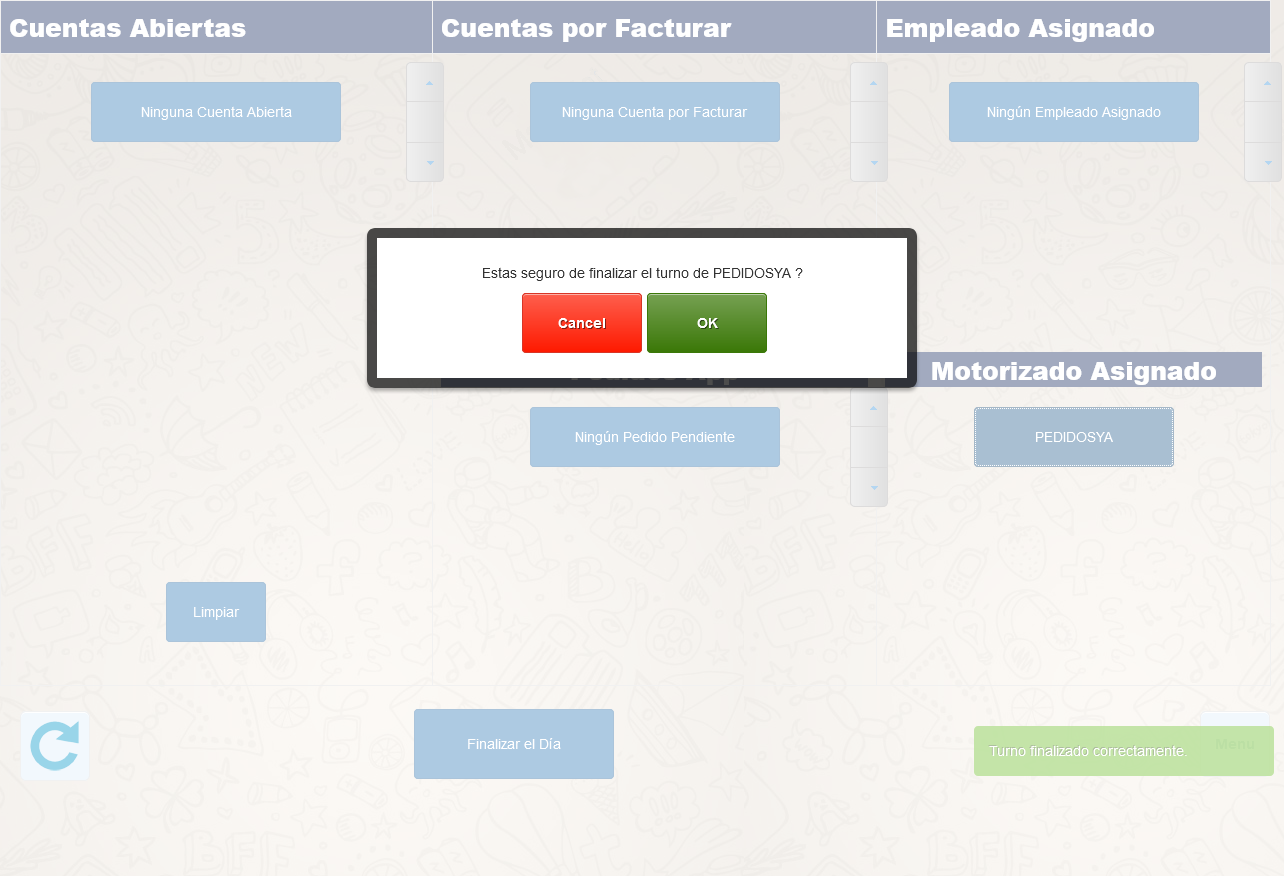 Cuentas Abiertas
Cuentas por Facturar
Empleado Asignado
Ninguna Cuenta Abierta
Ninguna Cuenta por Facturar
Ningún Empleado Asignado
Estas seguro de finalizar el turno de PEDIDOSYA ?
Cancel
OK
Motorizado Asignado
Ningún Pedido Pendiente
PEDIDOSYA
Limpiar
Finalizar el Día
Menu
Turno finalizado correctamente.